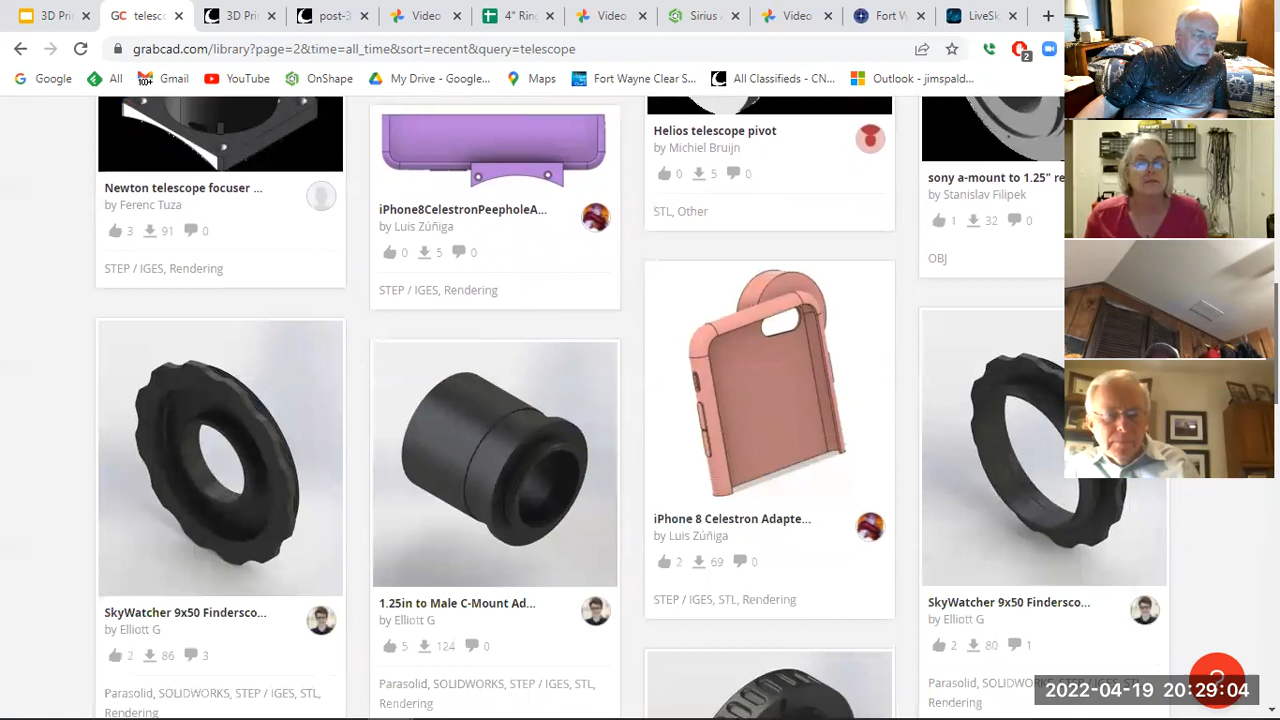 3D Pri
GC telesc
3D Pri
post-3
Video
4" Ring
Video
Sirius
Video
Fort W
LiveSk
grabcad.com/library?page=2&time=all_time&sort=recent&query=telescope
2
Google
All
100+
Gmail
YouTube
OnShape
My Drive - Google...
Fort Wayne Clear S...
All Classifieds - CN...
Outlook - jimspald...
Newton telescope focuser ...
by Ferenc Tuza
3 91 0
STEP / IGES, Rendering
iPhone8CelestronPeepholeA...
by Luis Zúñiga
0 5 0
STEP / IGES, Rendering
Helios telescope pivot
by Michiel Bruijn
0 5 0
STL, Other
sony a-mount to 1.25" re
by Stanislav Filipek
1 32 0
OBJ
SkyWatcher 9x50 Findersco...
by Elliott G
2 86 3
Parasolid, SOLIDWORKS, STEP / IGES, STL,
Rendering
1.25in to Male C-Mount Ad...
by Elliott G
5 124 0
Parasolid, SOLIDWORKS, STEP / IGES, STL,
Rendering
iPhone 8 Celestron Adapte...
by Luis Zúñiga
2 69 0
STEP / IGES, STL, Rendering
SkyWatcher 9x50 Findersco...
by Elliott G
2 80 1
Parasolid, SOLIDWORKS, STEP / IGES, STL,
Rendering
?
2022-04-19 20:29:04